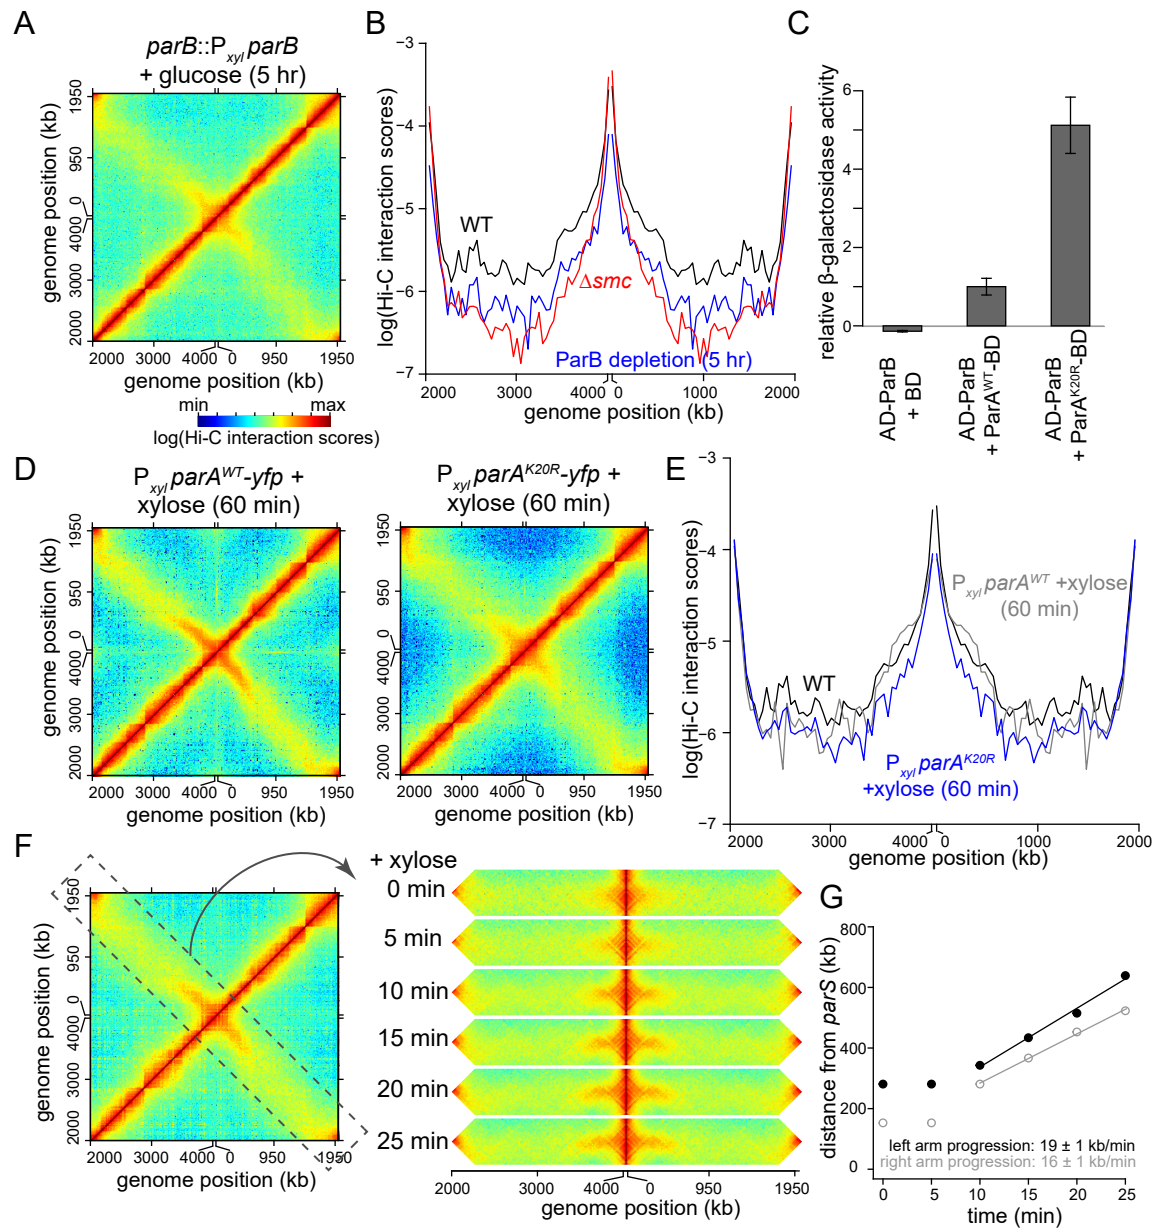 A
parB::Pxyl parB
+ glucose (5 hr)
genome position (kb)
1950
950
0
4000
3000
2000
2000 3000 4000 0 950 1950
genome position (kb)
min max
log(Hi-C interaction scores)
B
log(Hi-C interaction scores)
−3
−4
−5
−6
−7
WT
Δsmc
ParB depletion (5 hr)
2000 3000 4000 0 1000 2000
genome position (kb)
C
relative β-galactosidase activity
6
4
2
0
AD-ParB
+ BD
AD-ParB
+ ParAWT-BD
AD-ParB
+ ParAK20R-BD
D
Pxyl parAWT-yfp +
xylose (60 min)
genome position (kb)
1950
950
0
4000
3000
2000
2000 3000 4000 0 950 1950
genome position (kb)
Pxyl parAK20R-yfp +
xylose (60 min)
1950
950
0
4000
3000
2000
2000 3000 4000 0 950 1950
genome position (kb)
E
log(Hi-C interaction scores)
−3
−4
−5
−6
−7
Pxyl parAWT +xylose
(60 min)
WT
Pxyl parAK20R
+xylose (60 min)
2000 3000 4000 0 1000 2000
genome position (kb)
F
genome position (kb)
1950
950
0
4000
3000
2000
2000 3000 4000 0 950 1950
genome position (kb)
+ xylose
0 min
5 min
10 min
15 min
20 min
25 min
2000 3000 4000 0 950 1950
genome position (kb)
G
distance from parS (kb)
800
600
400
200
0
left arm progression: 19 ± 1 kb/min
right arm progression: 16 ± 1 kb/min
0 5 10 15 20 25
time (min)